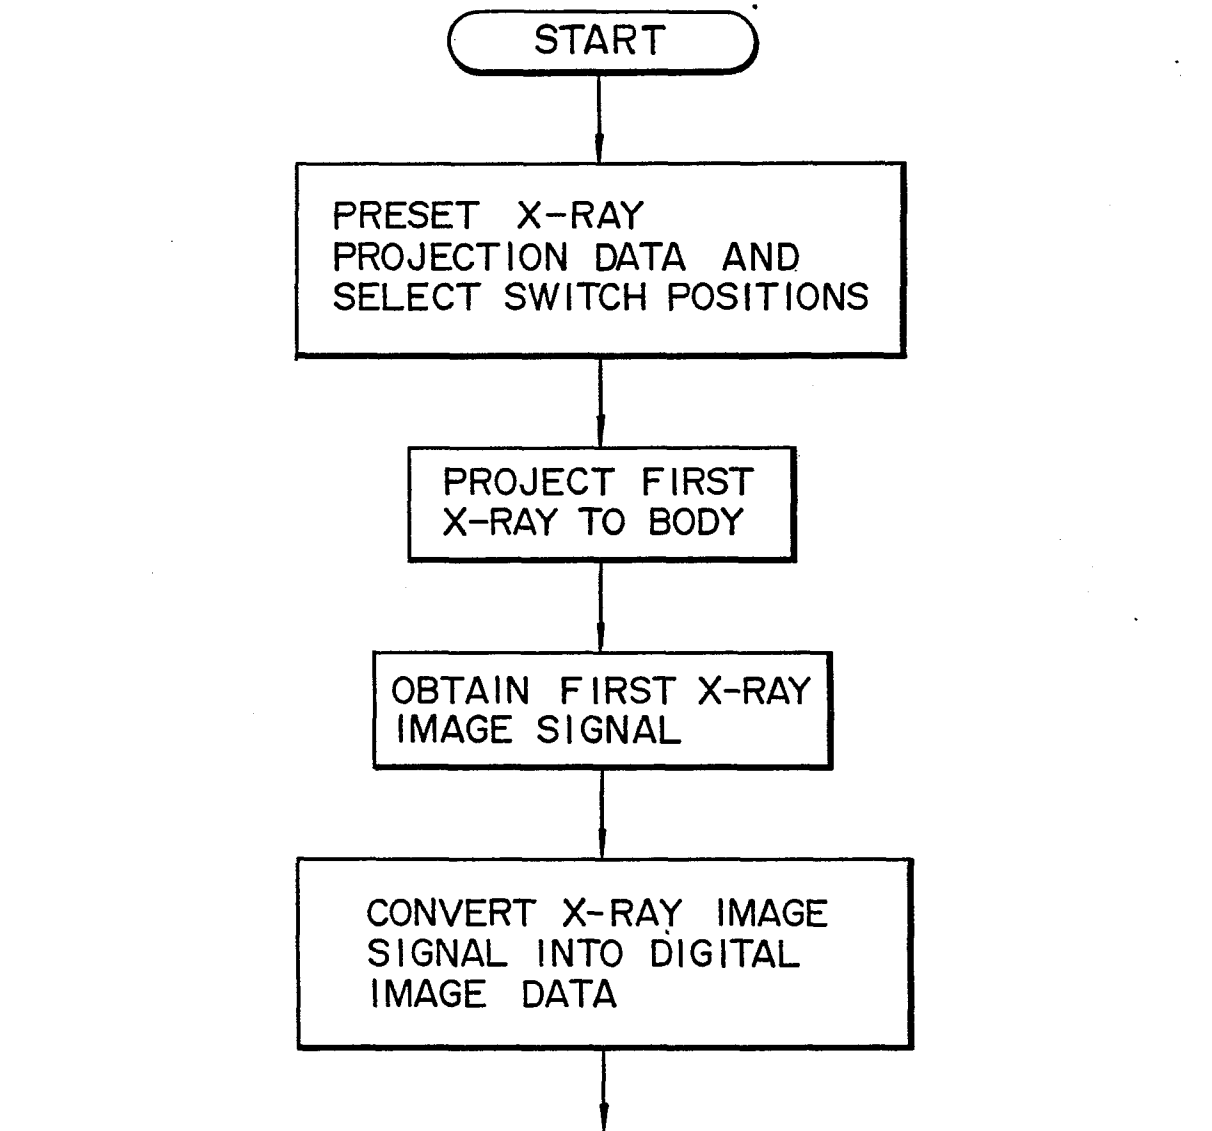 START
PRESET X-RAY
PROJECTION DATA AND
SELECT SWITCH POSITIONS
PROJECT FIRST
X-RAY TO BODY
OBTAIN FIRST X-RAY
IMAGE SIGNAL
CONVERT X-RAY IMAGE
SIGNAL INTO DIGITAL
IMAGE DATA